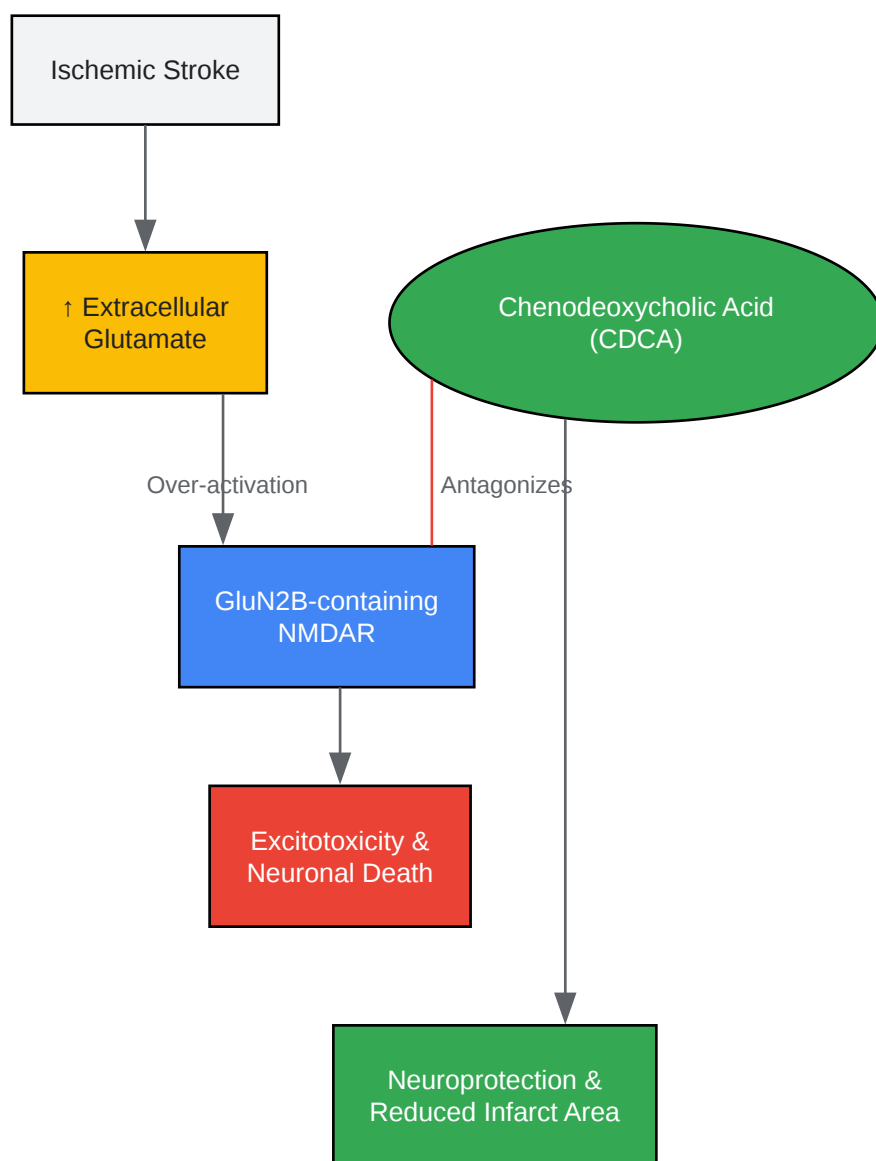 Ischemic Stroke
↑ Extracellular
Glutamate
Chenodeoxycholic Acid
(CDCA)
Over-activation
Antagonizes
GluN2B-containing
NMDAR
Excitotoxicity &
Neuronal Death
Neuroprotection &
Reduced Infarct Area